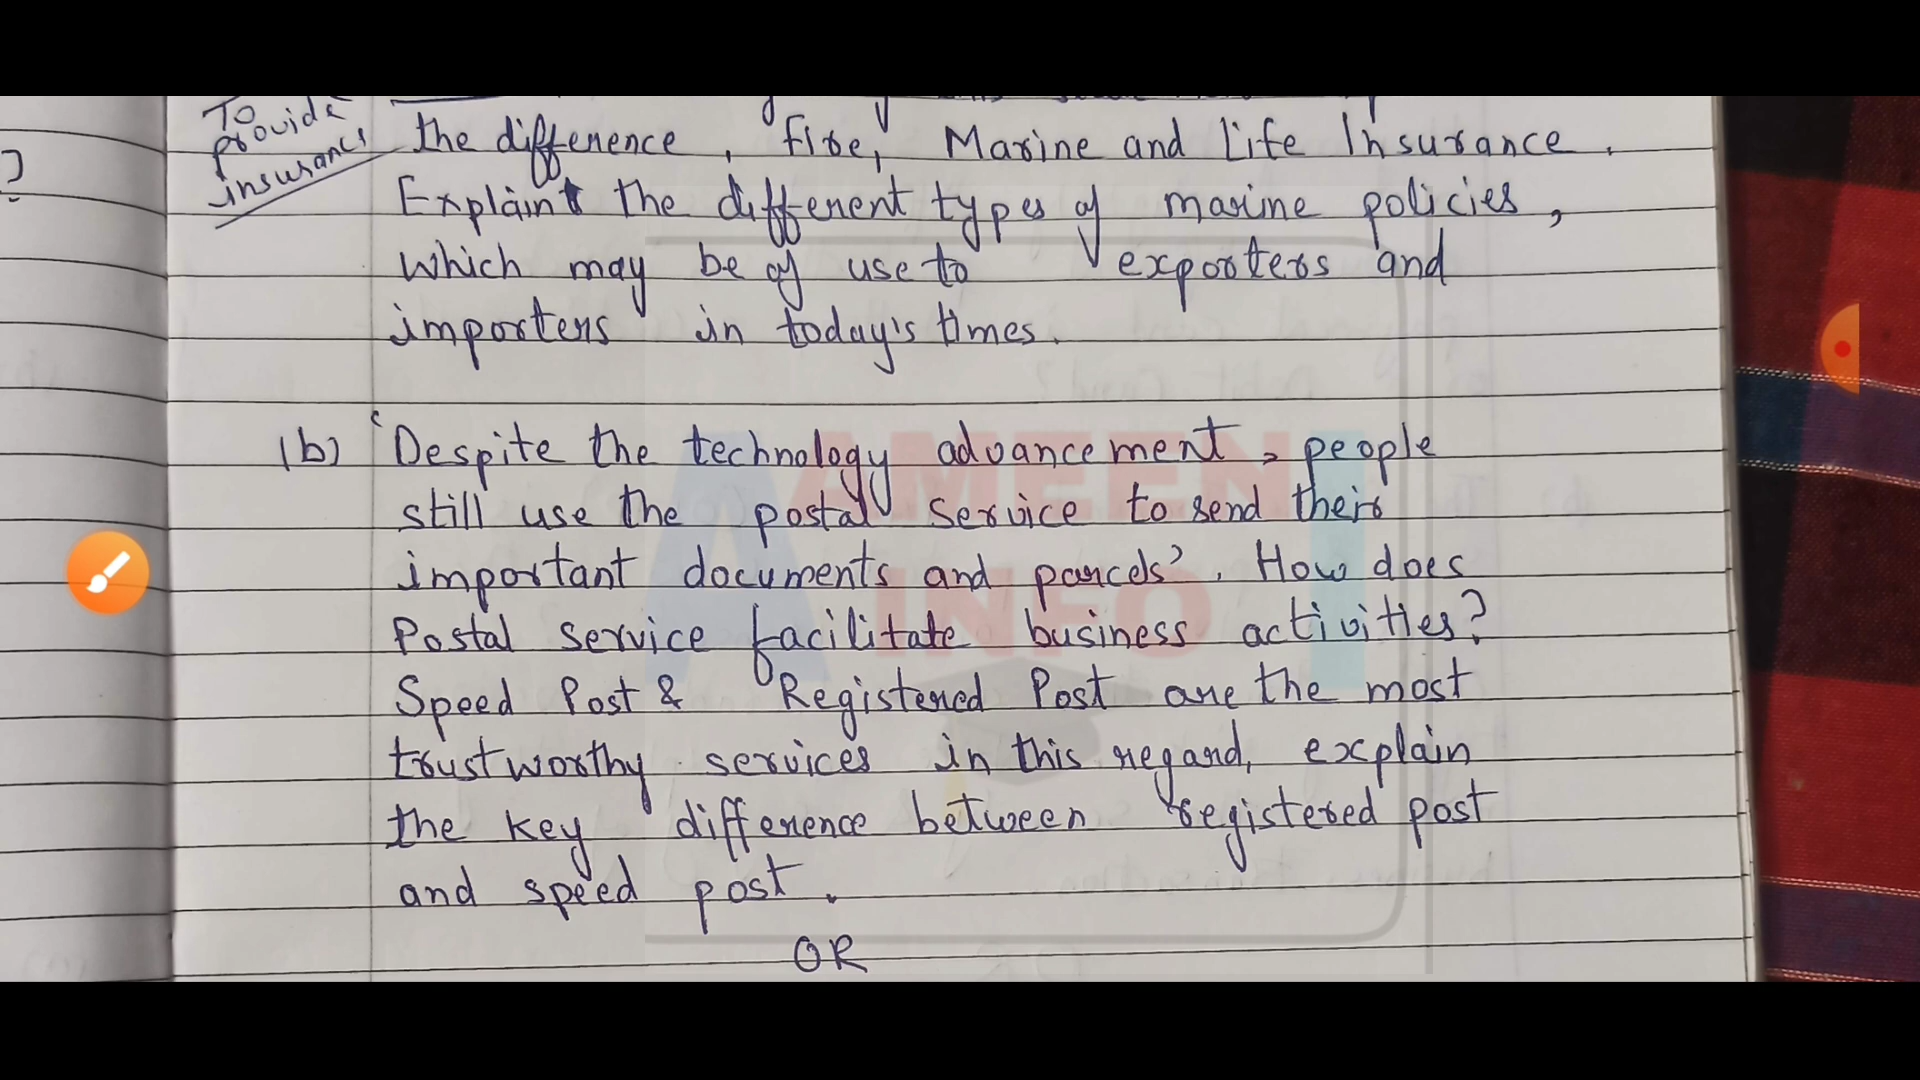 To
provide
insurance
the difference, fire, Marine and Life Insurance.
Explain the different types of marine policies,
which may be of use to exporters and
importers in today's times.
(b) 'Despite the technology advancement, people
still use the postal service to send their
important documents and parcels'. How does
Postal service facilitate business activities?
Speed Post & Registered Post are the most
trustworthy services in this regard, explain
the key difference between registered post
and speed post.
OR
AMEEN
INFO